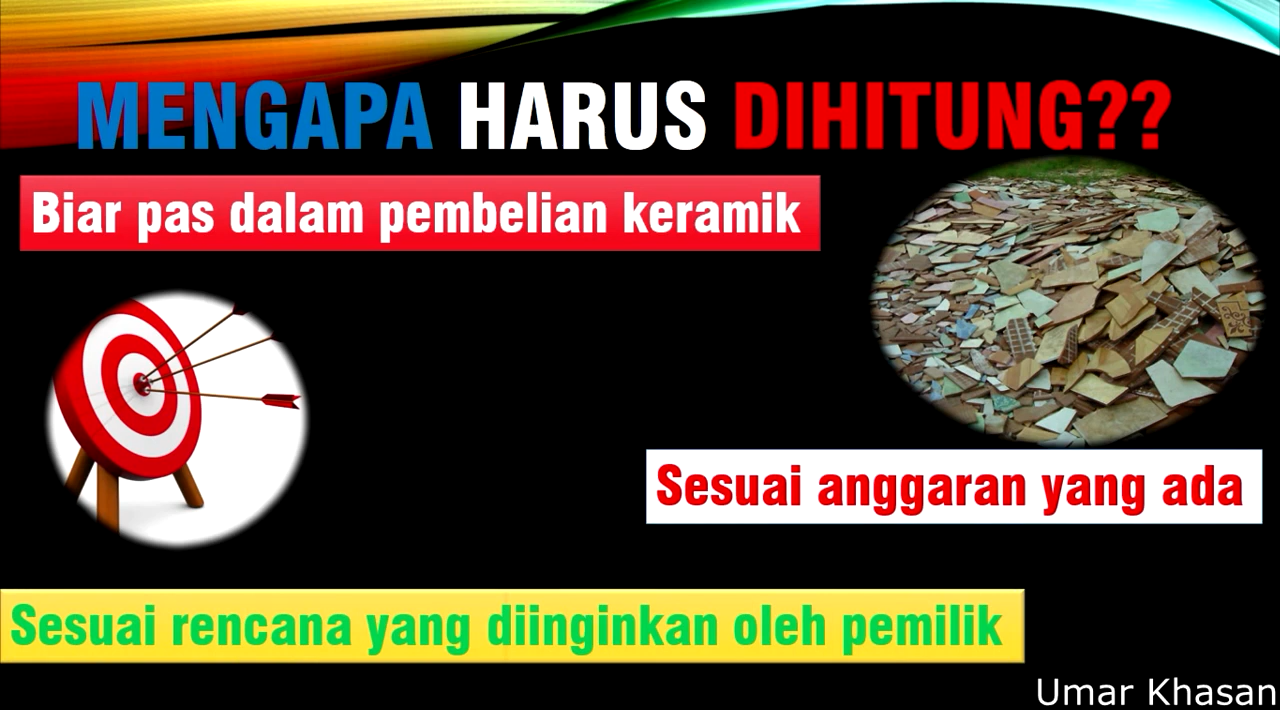 MENGAPA HARUS DIHITUNG??
Biar pas dalam pembelian keramik
Sesuai anggaran yang ada
Sesuai rencana yang diinginkan oleh pemilik
Umar Khasan